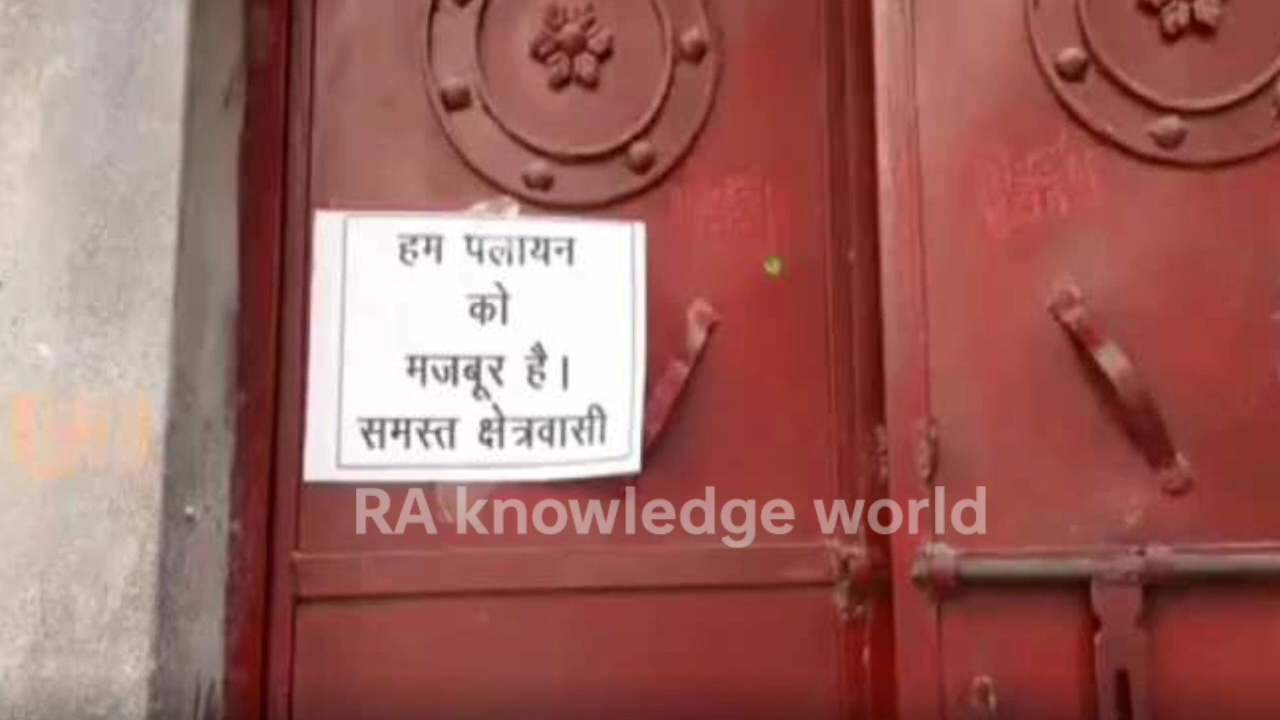 हम पलायन
को
मजबूर है।
समस्त क्षेत्रवासी
RA knowledge world